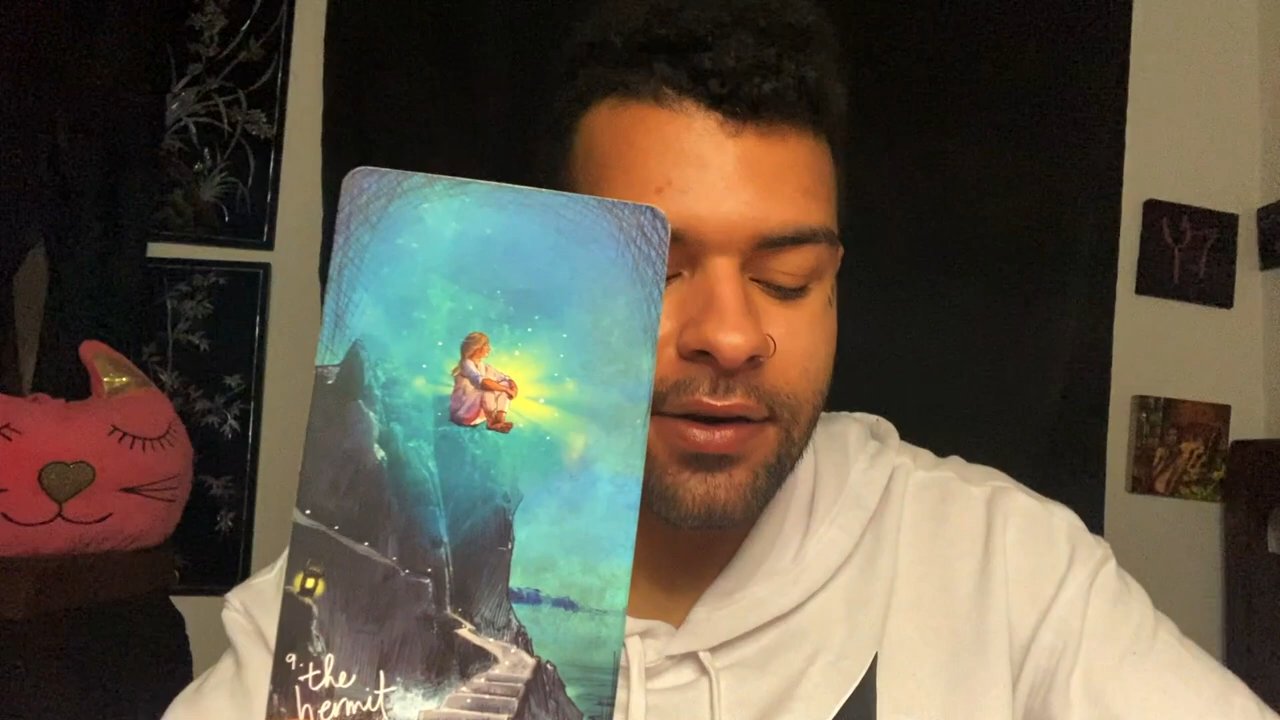 9. the
hermit